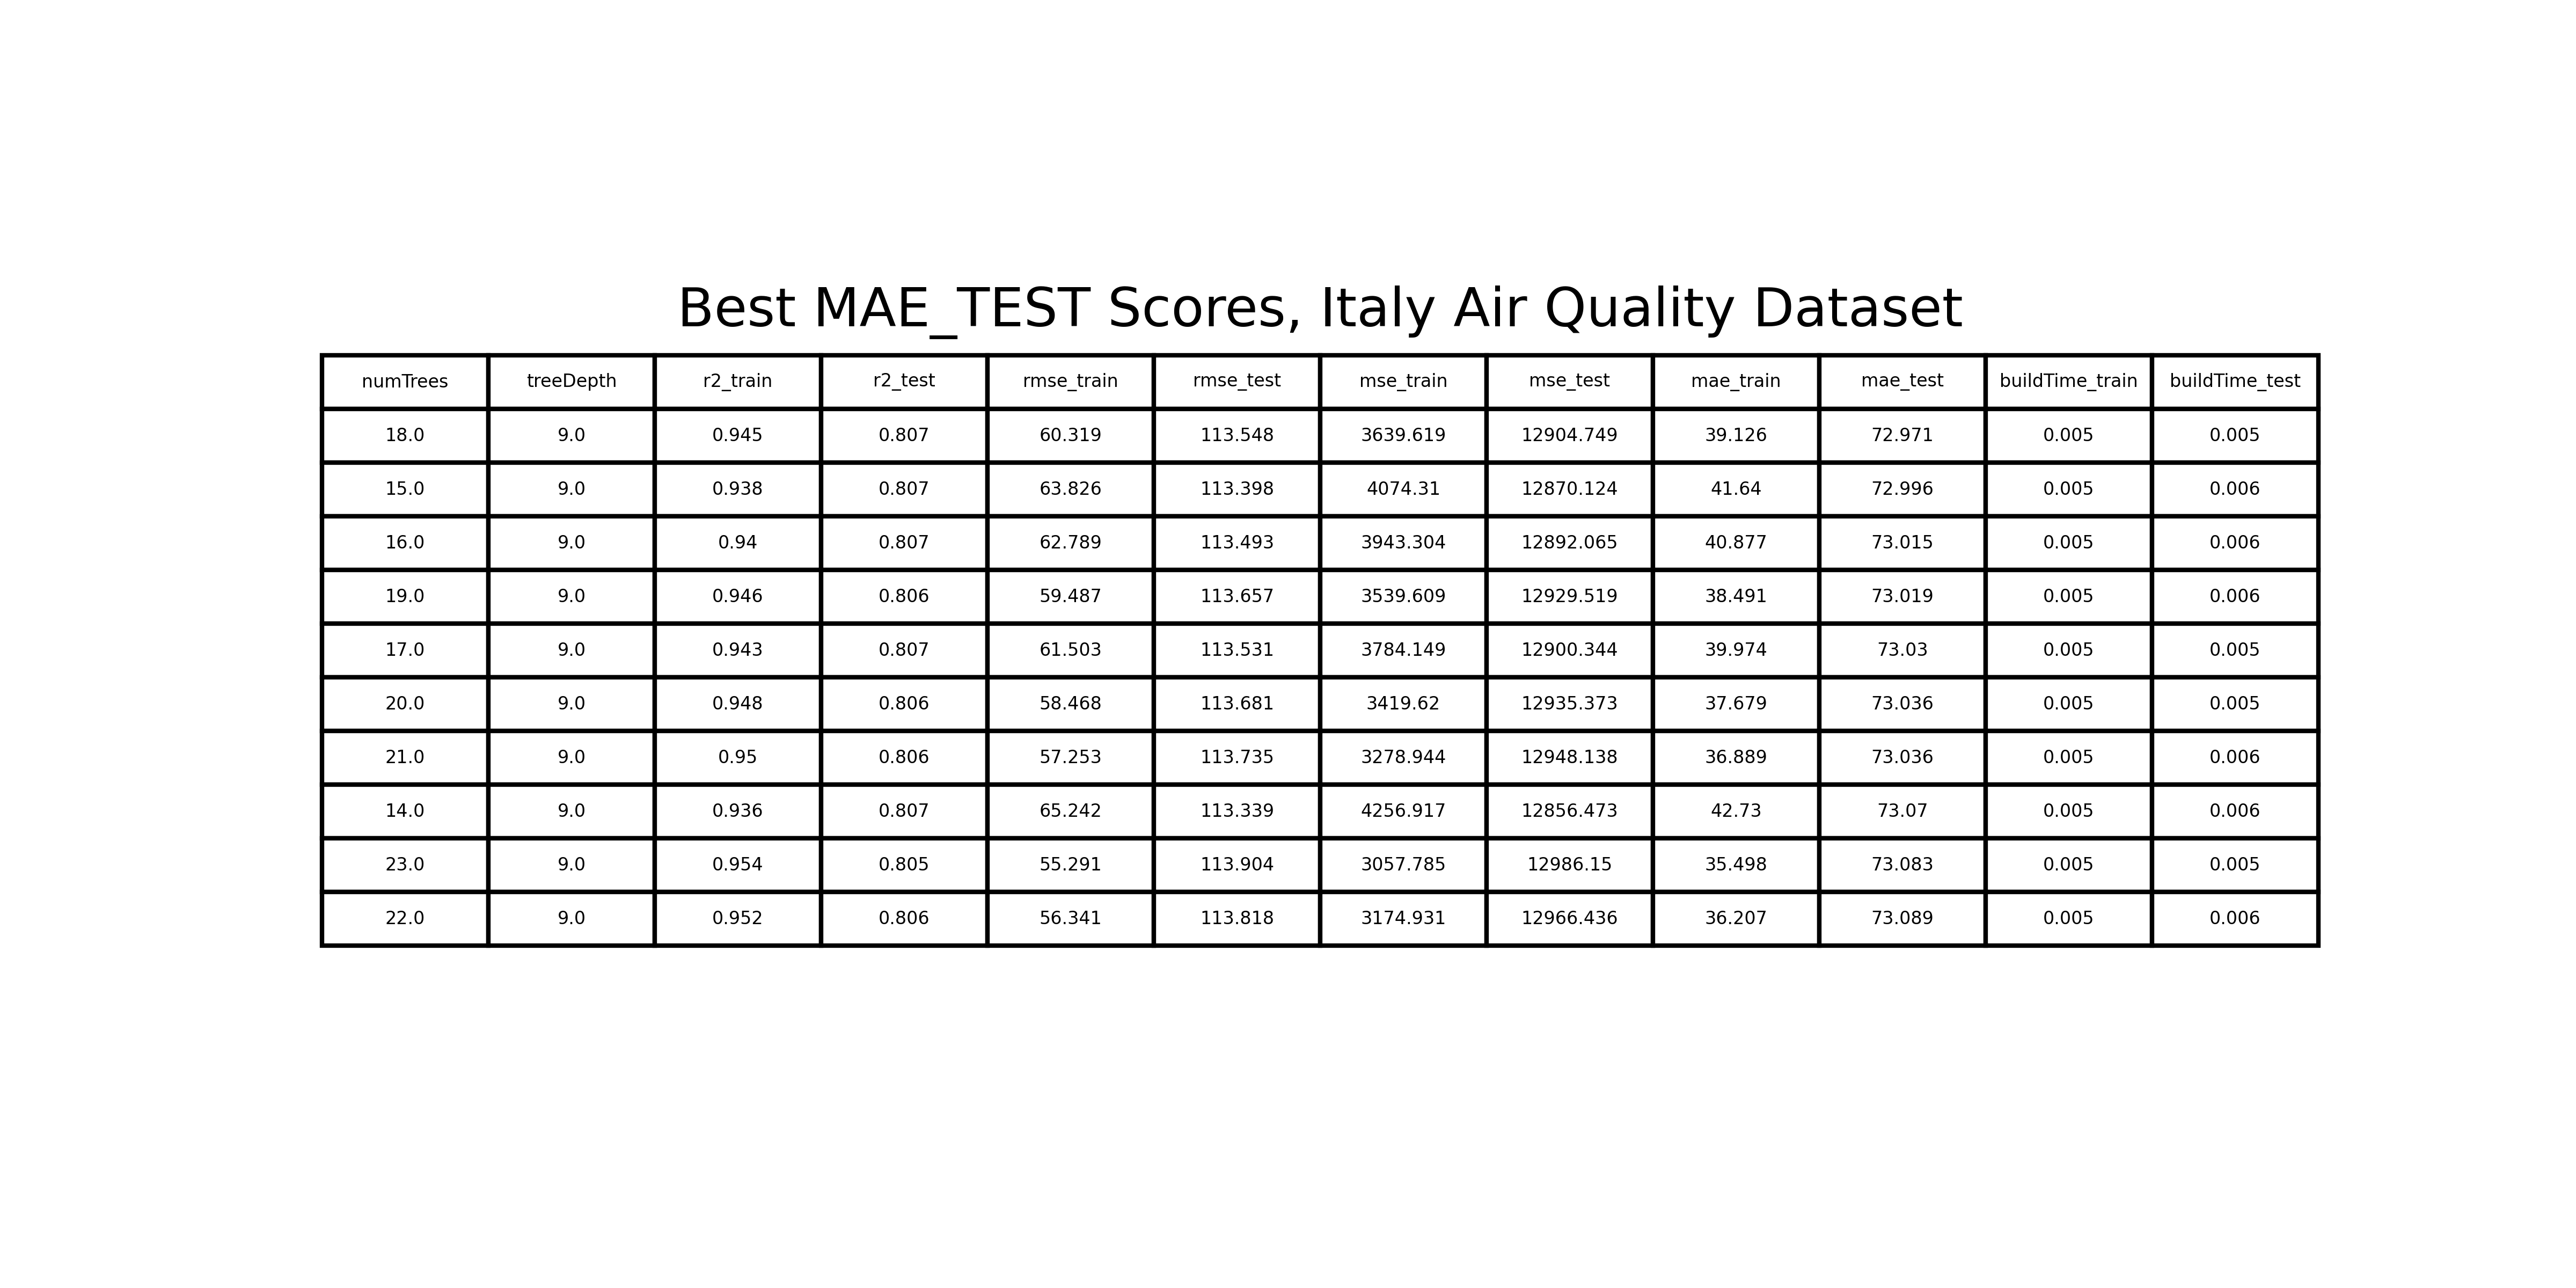 Best MAE_TEST Scores, Italy Air Quality Dataset
numTrees treeDepth r2_train r2_test rmse_train rmse_test mse_train mse_test mae_train mae_test buildTime_train buildTime_test
18.0 9.0 0.945 0.807 60.319 113.548 3639.619 12904.749 39.126 72.971 0.005 0.005
15.0 9.0 0.938 0.807 63.826 113.398 4074.31 12870.124 41.64 72.996 0.005 0.006
16.0 9.0 0.94 0.807 62.789 113.493 3943.304 12892.065 40.877 73.015 0.005 0.006
19.0 9.0 0.946 0.806 59.487 113.657 3539.609 12929.519 38.491 73.019 0.005 0.006
17.0 9.0 0.943 0.807 61.503 113.531 3784.149 12900.344 39.974 73.03 0.005 0.005
20.0 9.0 0.948 0.806 58.468 113.681 3419.62 12935.373 37.679 73.036 0.005 0.005
21.0 9.0 0.95 0.806 57.253 113.735 3278.944 12948.138 36.889 73.036 0.005 0.006
14.0 9.0 0.936 0.807 65.242 113.339 4256.917 12856.473 42.73 73.07 0.005 0.006
23.0 9.0 0.954 0.805 55.291 113.904 3057.785 12986.15 35.498 73.083 0.005 0.005
22.0 9.0 0.952 0.806 56.341 113.818 3174.931 12966.436 36.207 73.089 0.005 0.006